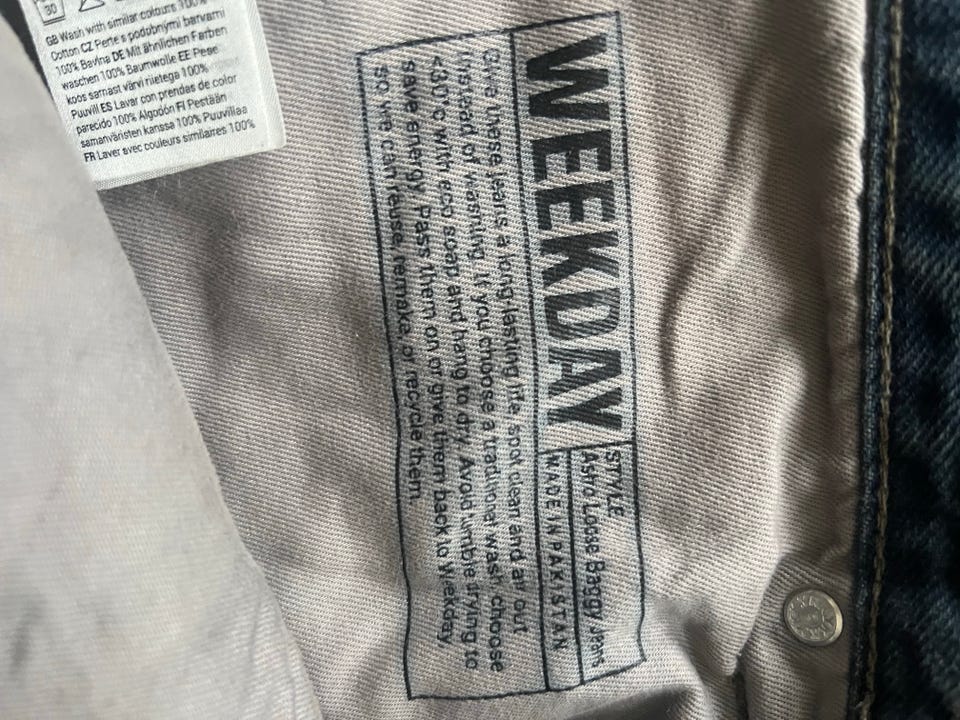 30
GB Wash with similar colours 100%
Cotton CZ Perte s podobnými barvami
100% Bavlna DE Mit ähnlichen Farben
waschen 100% Baumwolle EE Pese
koos samast värvi riietega 100%
Puuvill ES Lavar con prendas de color
parecido 100% Algodón FI Pestään
samanväristen kanssa 100% Puuvillaa
FR Laver avec couleurs similaires 100%
WEEKDAY
STYLE
Astro Loose Baggy Jeans
MADE IN PAKISTAN
Give these jeans a long lasting life, spot clean and air out
instead of washing. If you choose a traditional wash, choose
<30°c with eco soap and hang to dry. Avoid tumble drying to
save energy. Pass them on or give them back to Weekday,
so we can reuse, remake or recycle them.